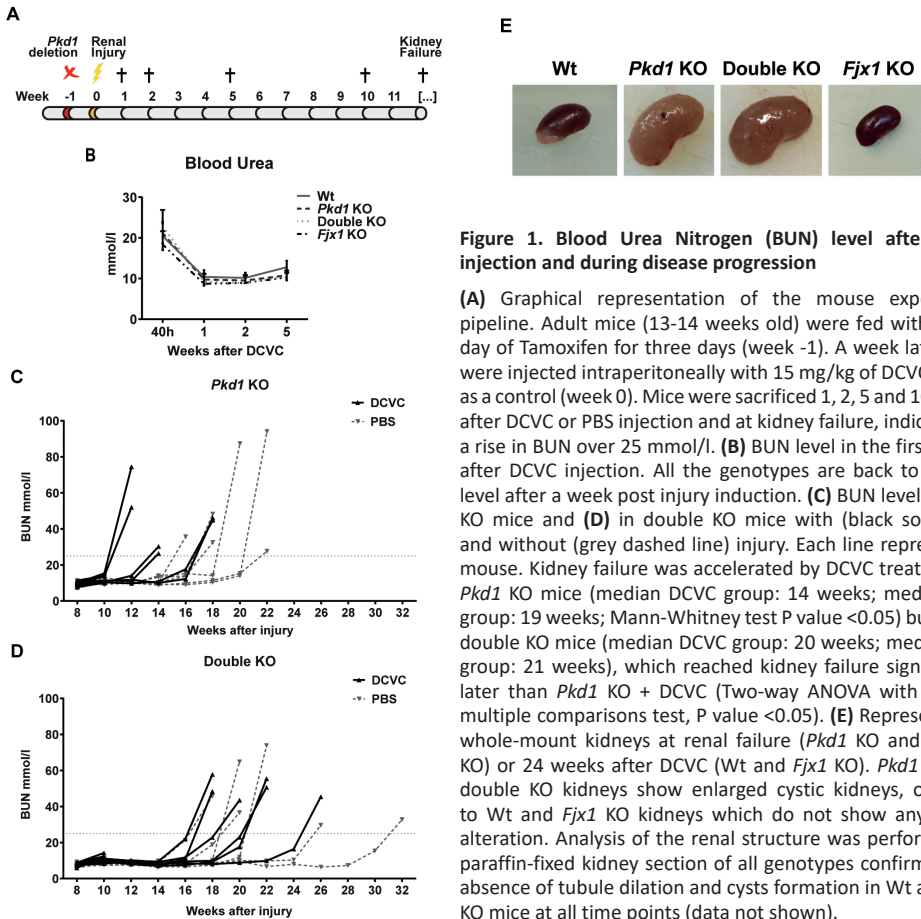 A
Pkd1
deletion
Renal
Injury
Kidney
Failure
Week -1 0 1 2 3 4 5 6 7 8 9 10 11 [...]
B
Blood Urea
mmol/l
30
20
10
0
40h 1 2 5
Weeks after DCVC
Wt
Pkd1 KO
Double KO
Fjx1 KO
C
Pkd1 KO
DCVC
PBS
BUN mmol/l
100
80
60
40
20
0
8 10 12 14 16 18 20 22 24 26 28 30 32
Weeks after injury
D
Double KO
DCVC
PBS
BUN mmol/l
100
80
60
40
20
0
8 10 12 14 16 18 20 22 24 26 28 30 32
Weeks after injury
E
Wt Pkd1 KO Double KO Fjx1 KO
Figure 1. Blood Urea Nitrogen (BUN) level after
injection and during disease progression
(A) Graphical representation of the mouse exp
pipeline. Adult mice (13-14 weeks old) were fed with
day of Tamoxifen for three days (week -1). A week lat
were injected intraperitoneally with 15 mg/kg of DCVC
as a control (week 0). Mice were sacrificed 1, 2, 5 and 1
after DCVC or PBS injection and at kidney failure, indic
a rise in BUN over 25 mmol/l. (B) BUN level in the first
after DCVC injection. All the genotypes are back to
level after a week post injury induction. (C) BUN level
KO mice and (D) in double KO mice with (black so
and without (grey dashed line) injury. Each line repre
mouse. Kidney failure was accelerated by DCVC treat
Pkd1 KO mice (median DCVC group: 14 weeks; med
group: 19 weeks; Mann-Whitney test P value <0.05) bu
double KO mice (median DCVC group: 20 weeks; med
group: 21 weeks), which reached kidney failure sign
later than Pkd1 KO + DCVC (Two-way ANOVA with
multiple comparisons test, P value <0.05). (E) Represe
whole-mount kidneys at renal failure (Pkd1 KO and
KO) or 24 weeks after DCVC (Wt and Fjx1 KO). Pkd1
double KO kidneys show enlarged cystic kidneys, o
to Wt and Fjx1 KO kidneys which do not show any
alteration. Analysis of the renal structure was perfor
paraffin-fixed kidney section of all genotypes confirm
absence of tubule dilation and cysts formation in Wt a
KO mice at all time points (data not shown).